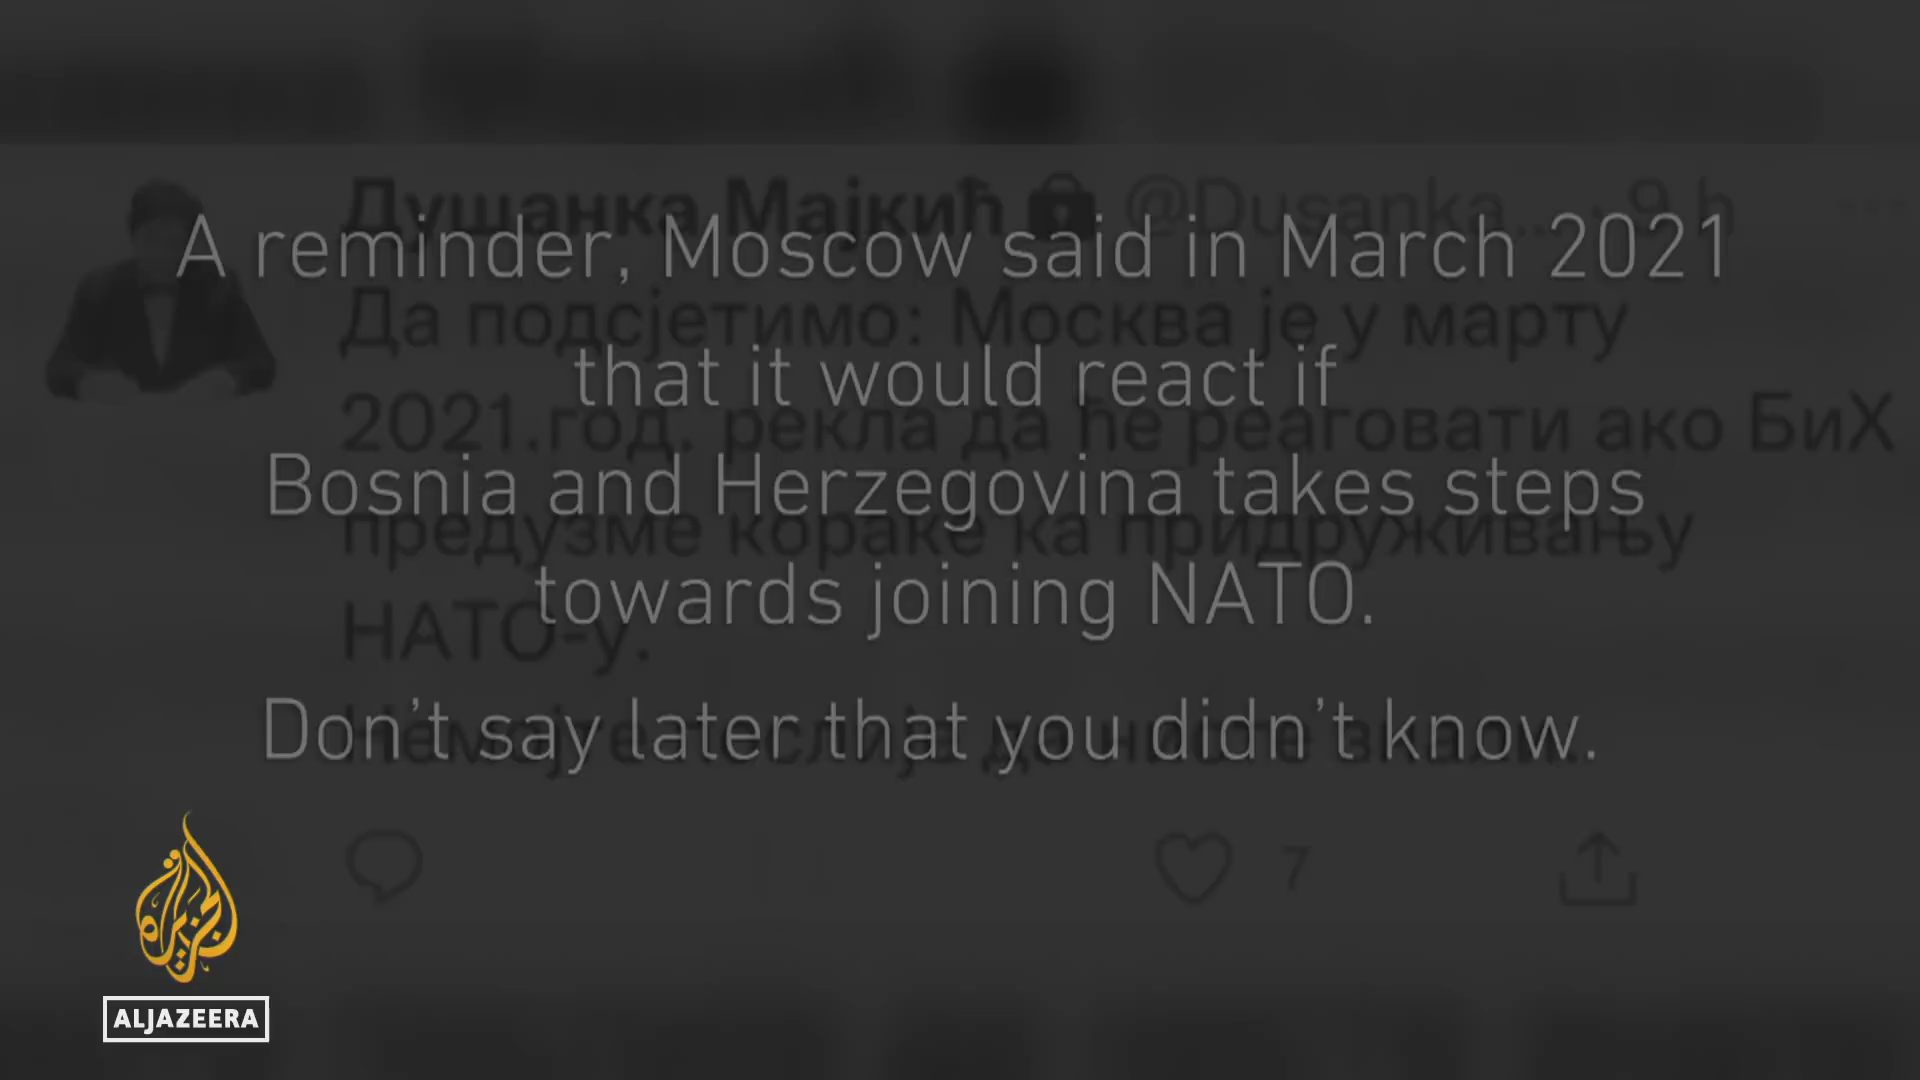 Душанка Мајкић @Dusanka... · 9 h
A reminder, Moscow said in March 2021
Да подсјетимо: Москва је у марту
that it would react if
2021.год. рекла да ће реаговати ако БиХ
Bosnia and Herzegovina takes steps
предузме кораке ка придруживању
towards joining NATO.
НАТО-у.
Don't say later that you didn't know.
7
الجزيرة
ALJAZEERA